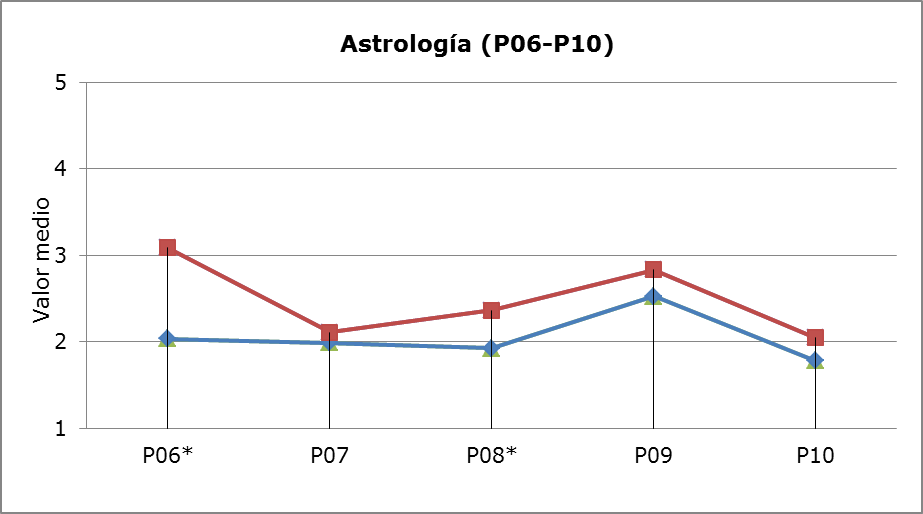 Astrología (P06-P10)
5
4
3
2
1
Valor medio
P06*
P07
P08*
P09
P10